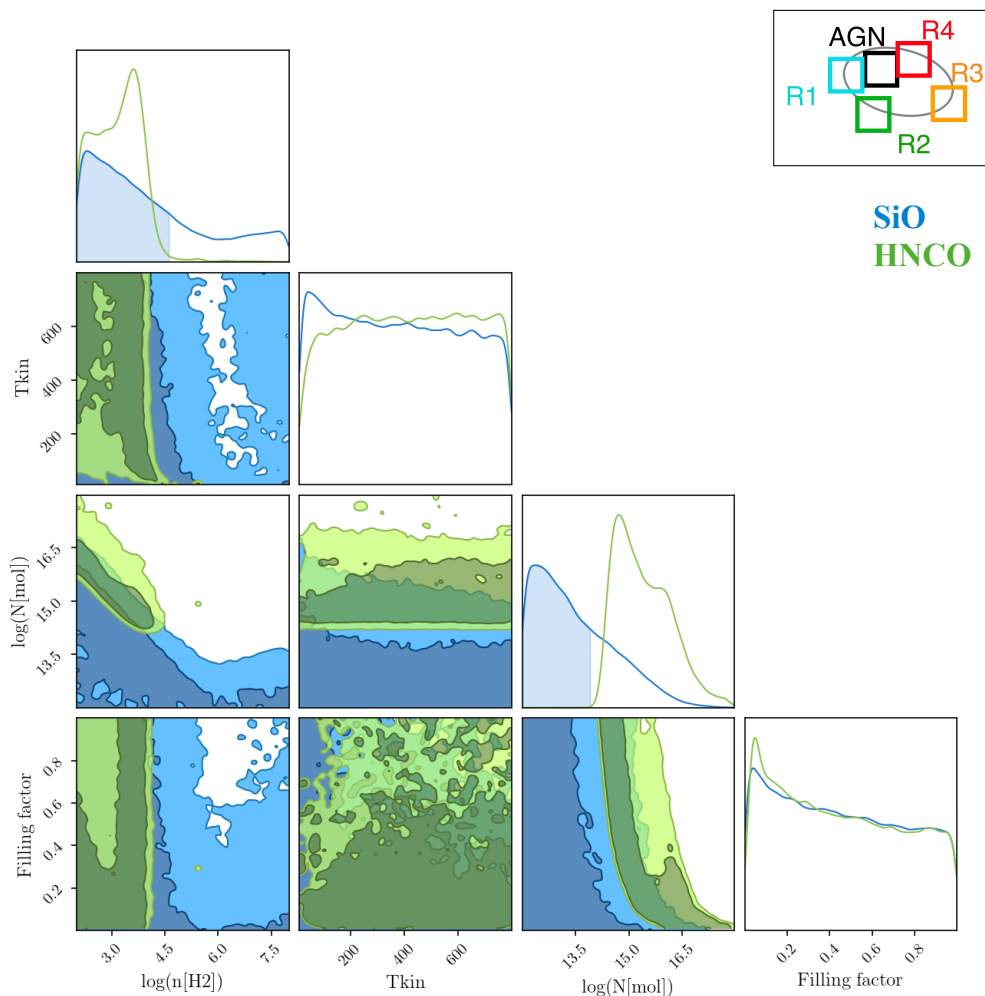 AGN
R4
R3
R1
R2
SiO
HNCO
Tkin
600
400
200
log(N[mol])
16.5
15.0
13.5
Filling factor
0.8
0.6
0.4
0.2
3.0 4.5 6.0 7.5
200 400 600
13.5 15.0 16.5
0.2 0.4 0.6 0.8
log(n[H2]) Tkin log(N[mol]) Filling factor